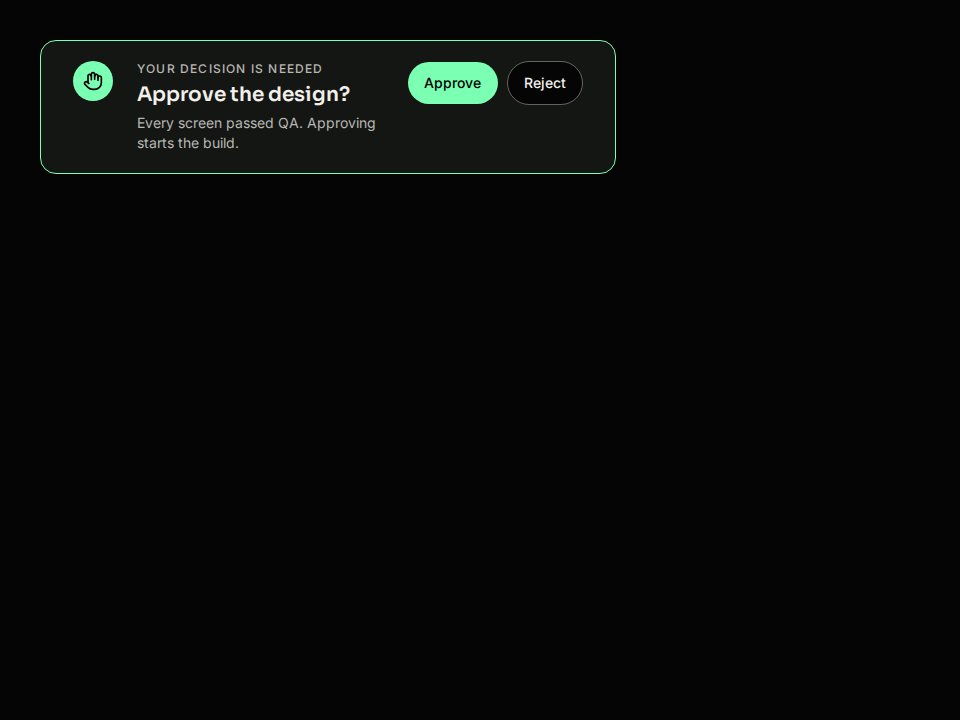 YOUR DECISION IS NEEDED
Approve the design?
Every screen passed QA. Approving
starts the build.
Approve
Reject